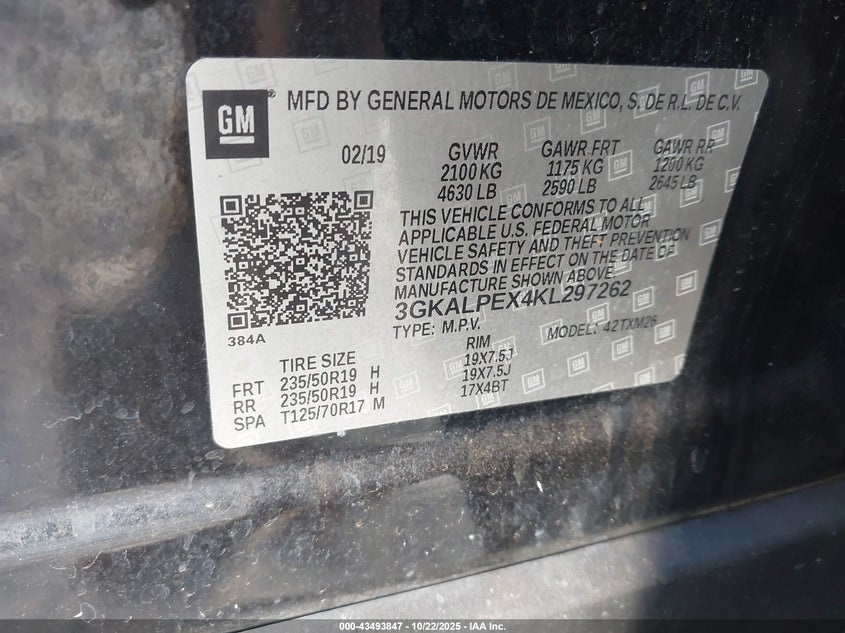 GM
MFD BY GENERAL MOTORS DE MEXICO, S. DE R.L. DE C.V.
02/19
GVWR GAWR FRT GAWR RR
2100 KG 1175 KG 1200 KG
4630 LB 2590 LB 2645 LB
THIS VEHICLE CONFORMS TO ALL
APPLICABLE U.S. FEDERAL MOTOR
VEHICLE SAFETY AND THEFT PREVENTION
STANDARDS IN EFFECT ON THE DATE OF
MANUFACTURE SHOWN ABOVE
3GKALPEX4KL297262
TYPE: M.P.V. MODEL: 42TXM26
384A
TIRE SIZE RIM
FRT 235/50R19 H 19X7.5J
RR 235/50R19 H 19X7.5J
SPA T125/70R17 M 17X4BT
000-43493847 | 10/22/2025 - IAA Inc.